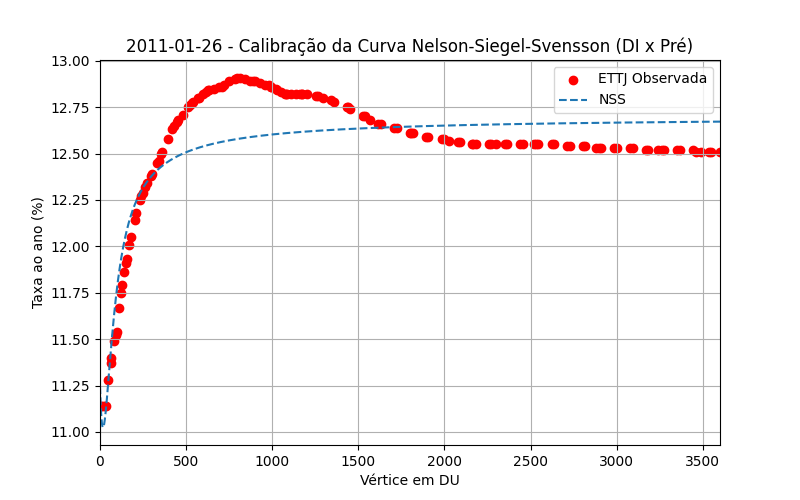 2011-01-26 - Calibração da Curva Nelson-Siegel-Svensson (DI x Pré)
ETTJ Observada
NSS
Taxa ao ano (%)
13.00
12.75
12.50
12.25
12.00
11.75
11.50
11.25
11.00
0 500 1000 1500 2000 2500 3000 3500
Vértice em DU